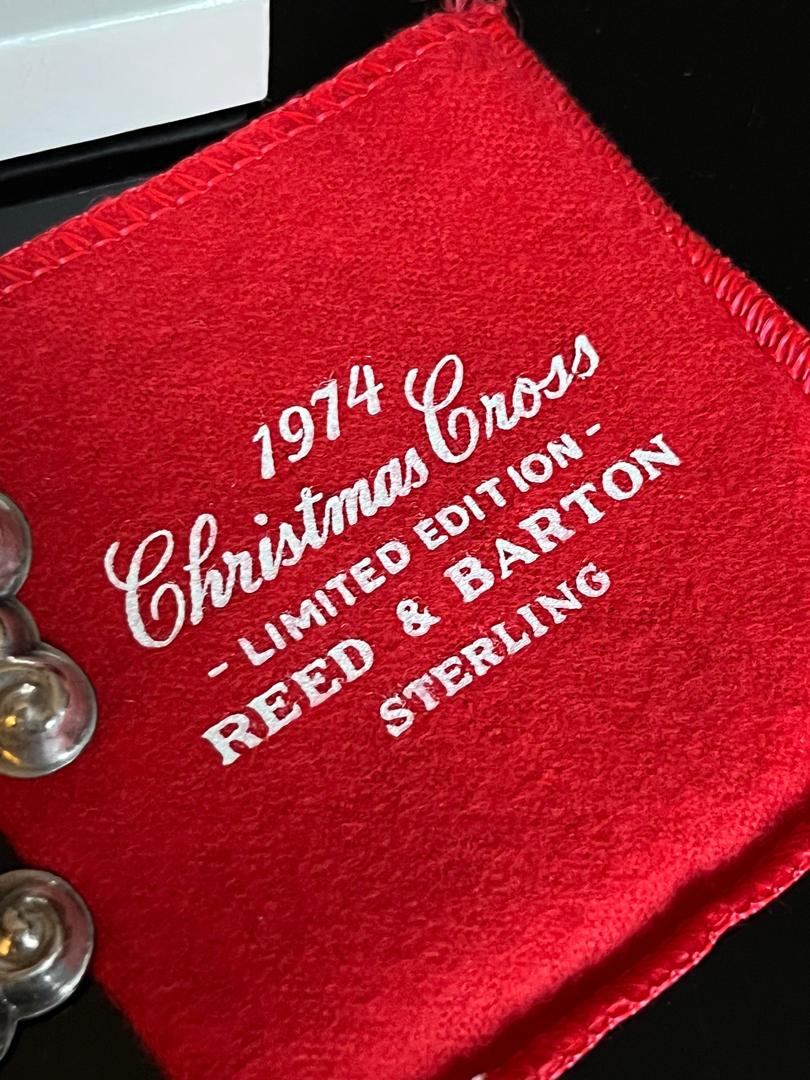 1974
Christmas Cross
- LIMITED EDITION -
REED & BARTON
STERLING